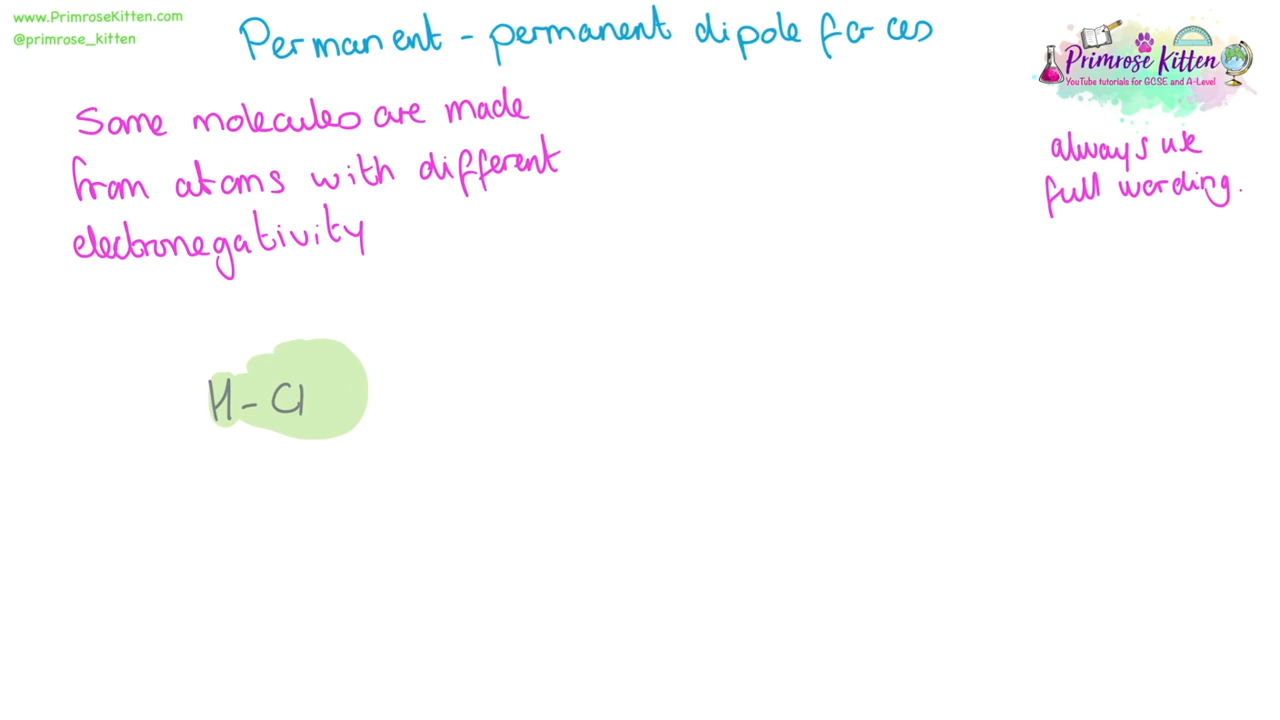 www.PrimroseKitten.com
@primrose_kitten
Permanent - permanent dipole forces
Primrose Kitten
YouTube tutorials for GCSE and A-Level
Some molecules are made
from atoms with different
electronegativity
always use
full wording.
H - Cl